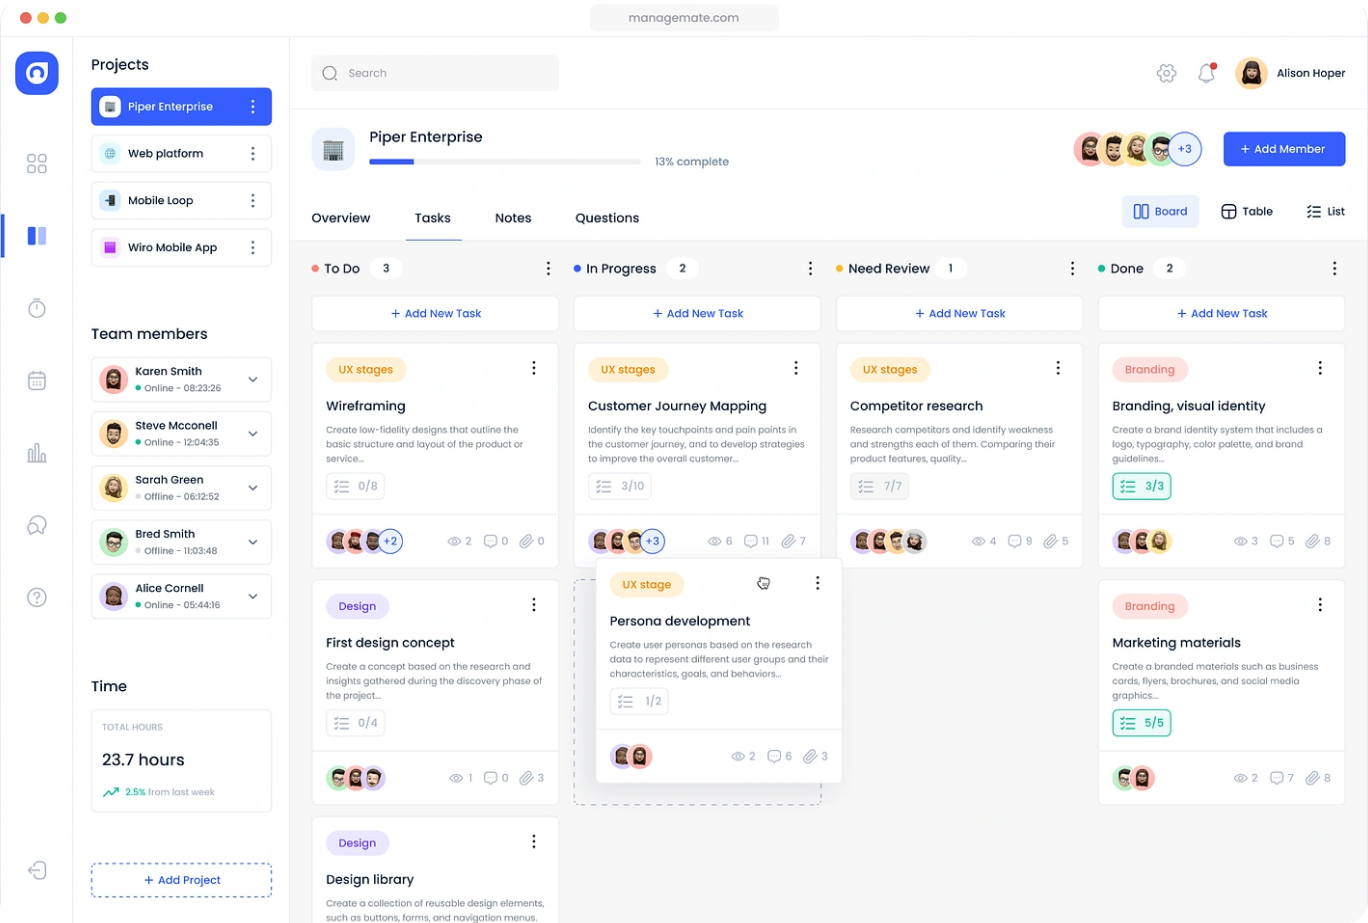 managemate.com
Projects
Piper Enterprise
Web platform
Mobile Loop
Wiro Mobile App
Team members
Karen Smith
Online - 08:23:26
Steve Mcconell
Online - 12:04:35
Sarah Green
Offline - 06:12:52
Bred Smith
Offline - 11:03:48
Alice Cornell
Online - 05:44:16
Time
TOTAL HOURS
23.7 hours
2.5% from last week
+ Add Project
Search
Alison Hoper
Piper Enterprise
13% complete
+3
+ Add Member
Overview
Tasks
Notes
Questions
Board
Table
List
To Do 3
+ Add New Task
UX stages
Wireframing
Create low-fidelity designs that outline the
basic structure and layout of the product or
service...
0/8
+2
2 0 0
Design
First design concept
Create a concept based on the research and
insights gathered during the discovery phase of
the project...
0/4
1 0 3
Design
Design library
Create a collection of reusable design elements,
such as buttons, forms, and navigation menus.
In Progress 2
+ Add New Task
UX stages
Customer Journey Mapping
Identify the key touchpoints and pain points in
the customer journey, and to develop strategies
to improve the overall customer...
3/10
+3
6 11 7
UX stage
Persona development
Create user personas based on the research
data to represent different user groups and their
characteristics, goals, and behaviors...
1/2
2 6 3
Need Review 1
+ Add New Task
UX stages
Competitor research
Research competitors and identify weakness
and strengths each of them. Comparing their
product features, quality...
7/7
4 9 5
Done 2
+ Add New Task
Branding
Branding, visual identity
Create a brand identity system that includes a
logo, typography, color palette, and brand
guidelines...
3/3
3 5 8
Branding
Marketing materials
Create a branded materials such as business
cards, flyers, brochures, and social media
graphics...
5/5
2 7 8